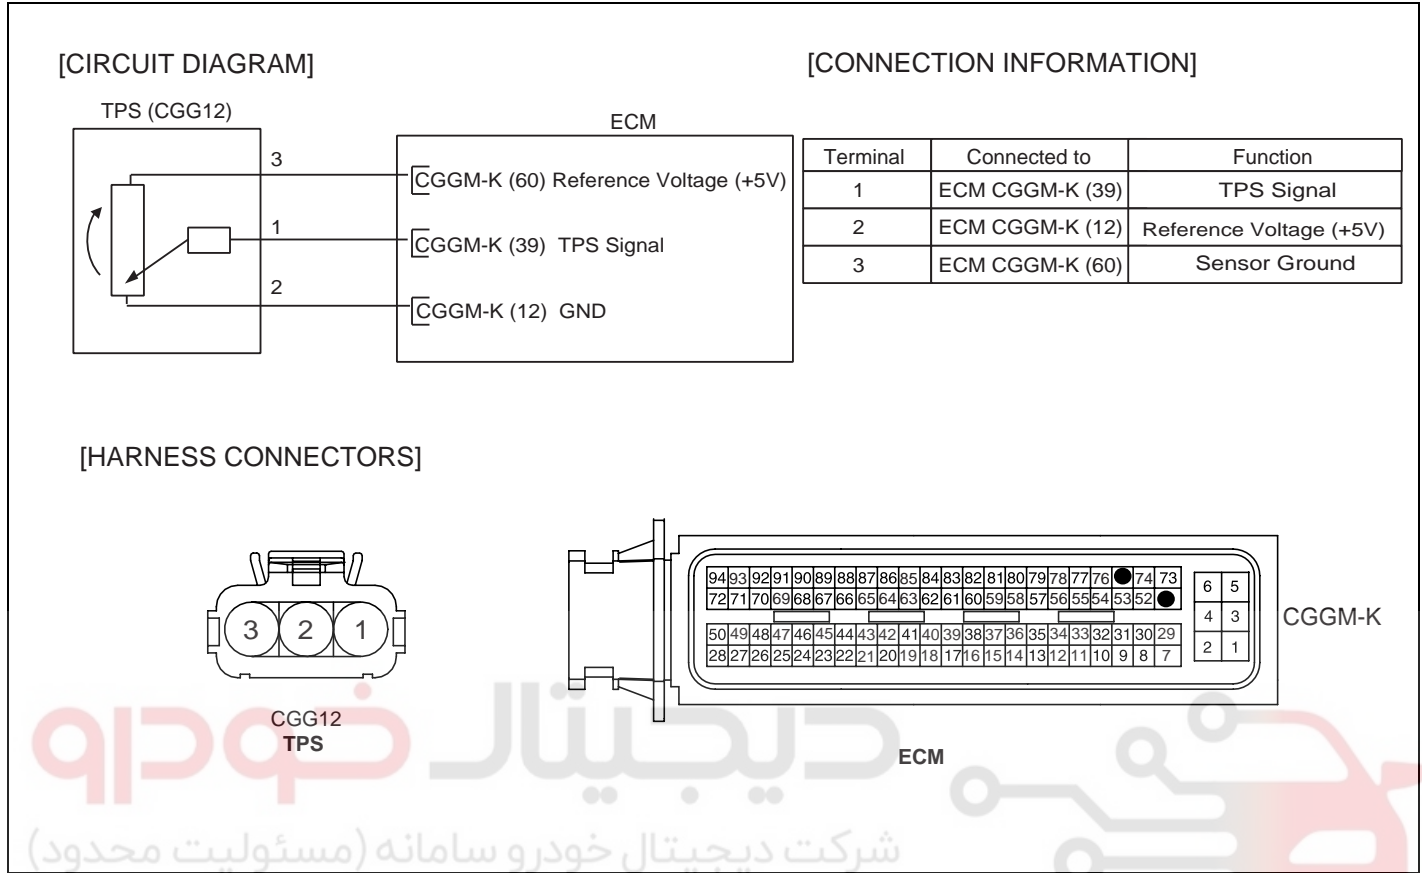 [CIRCUIT DIAGRAM]
TPS (CGG12)
ECM
3
CGGM-K (60) Reference Voltage (+5V)
1
CGGM-K (39) TPS Signal
2
CGGM-K (12) GND
[CONNECTION INFORMATION]
Terminal Connected to Function
1 ECM CGGM-K (39) TPS Signal
2 ECM CGGM-K (12) Reference Voltage (+5V)
3 ECM CGGM-K (60) Sensor Ground
[HARNESS CONNECTORS]
3 2 1
CGG12
TPS
94 93 92 91 90 89 88 87 86 85 84 83 82 81 80 79 78 77 76 74 73
72 71 70 69 68 67 66 65 64 63 62 61 60 59 58 57 56 55 54 53 52
50 49 48 47 46 45 44 43 42 41 40 39 38 37 36 35 34 33 32 31 30 29
28 27 26 25 24 23 22 21 20 19 18 17 16 15 14 13 12 11 10 9 8 7
6 5
4 3
2 1
CGGM-K
ECM
دیجیتال خودرو
شرکت دیجیتال خودرو سامانه (مسئولیت محدود)